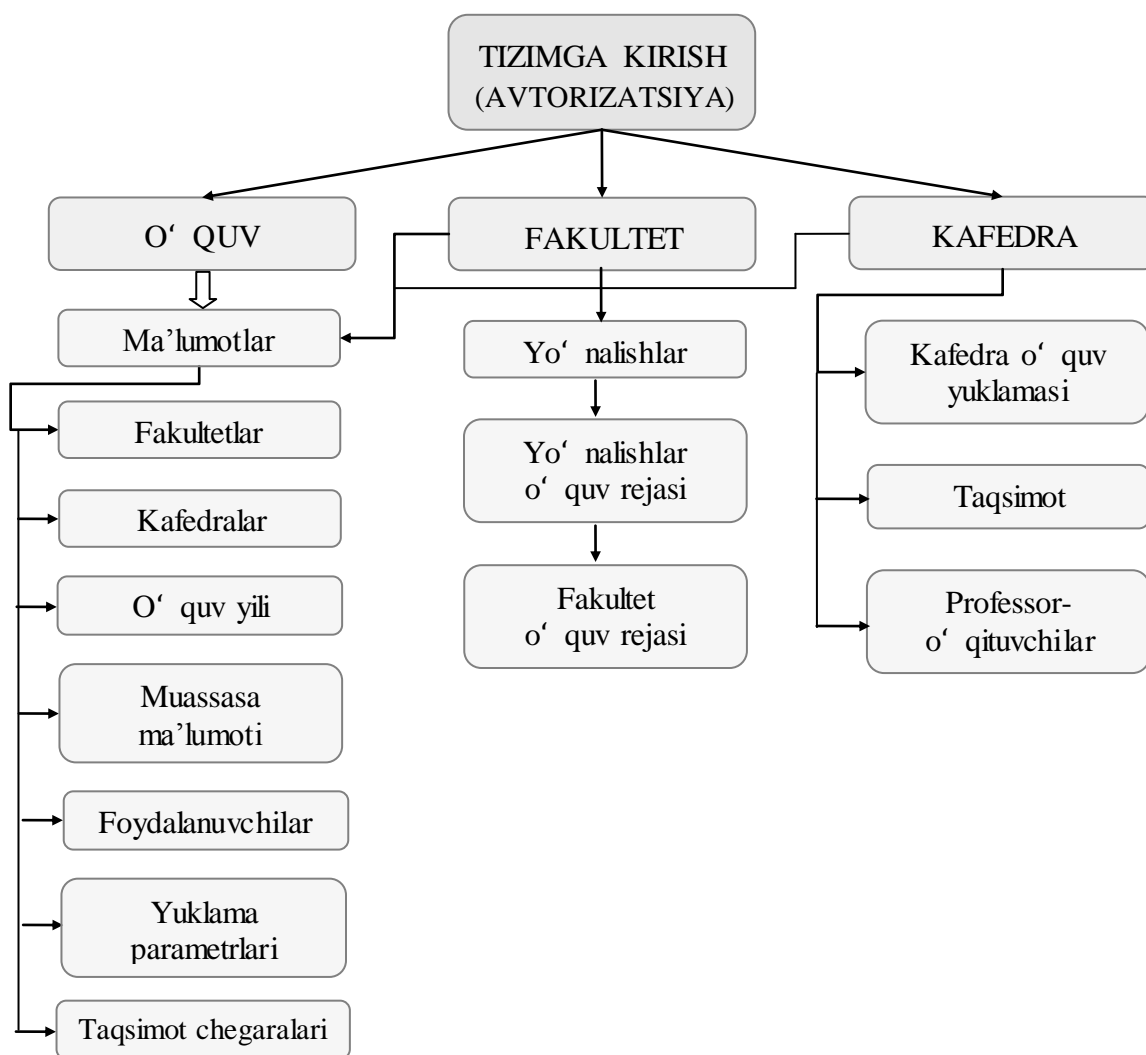 TIZIMGA KIRISH
(AVTORIZATSIYA)
O‘ QUV
FAKULTET
KAFEDRA
Ma’lumotlar
Fakultetlar
Kafedralar
O‘ quv yili
Muassasa
ma’lumoti
Foydalanuvchilar
Yuklama
parametrlari
Taqsimot chegaralari
Yo‘ nalishlar
Yo‘ nalishlar
o‘ quv rejasi
Fakultet
o‘ quv rejasi
Kafedra o‘ quv
yuklamasi
Taqsimot
Professor-
o‘ qituvchilar